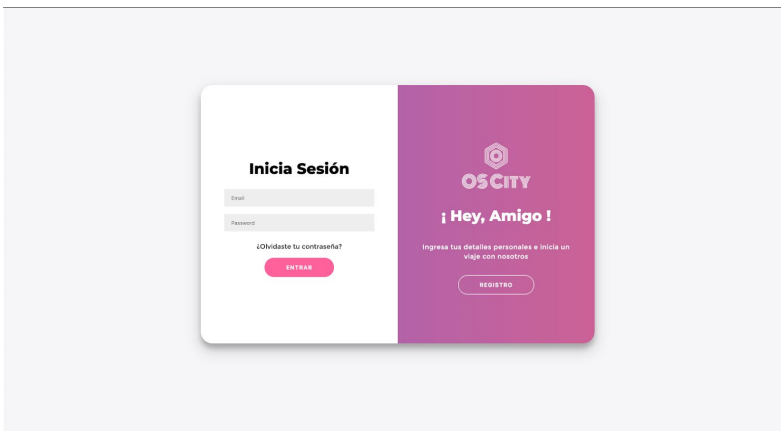 Inicia Sesión
Email
Password
¿Olvidaste tu contraseña?
ENTRAR
OS CITY
¡ Hey, Amigo !
Ingresa tus detalles personales e inicia un
viaje con nosotros
REGISTRO